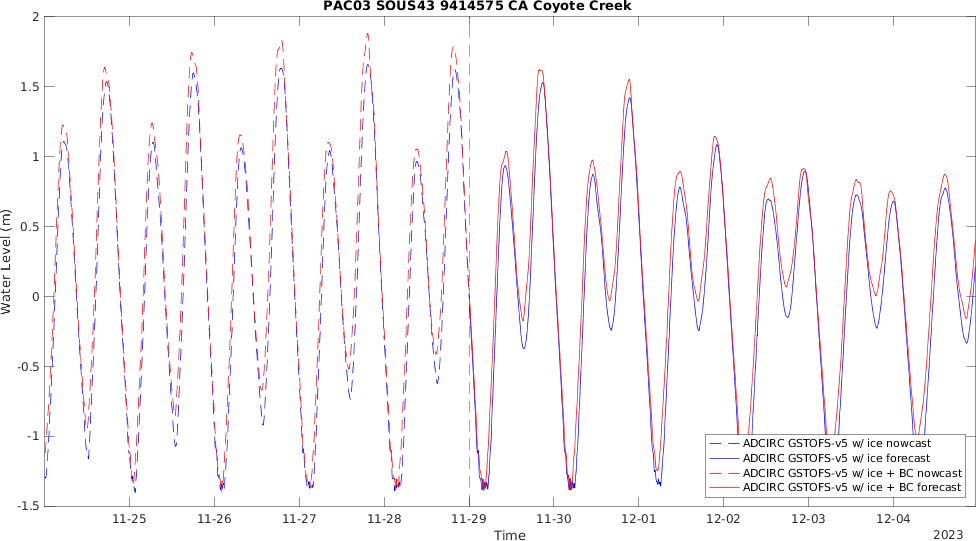 PAC03 SOUS43 9414575 CA Coyote Creek
2
1.5
1
0.5
0
-0.5
-1
-1.5
Water Level (m)
ADCIRC GSTOFS-v5 w/ ice nowcast
ADCIRC GSTOFS-v5 w/ ice forecast
ADCIRC GSTOFS-v5 w/ ice + BC nowcast
ADCIRC GSTOFS-v5 w/ ice + BC forecast
11-25 11-26 11-27 11-28 11-29 11-30 12-01 12-02 12-03 12-04
Time
2023